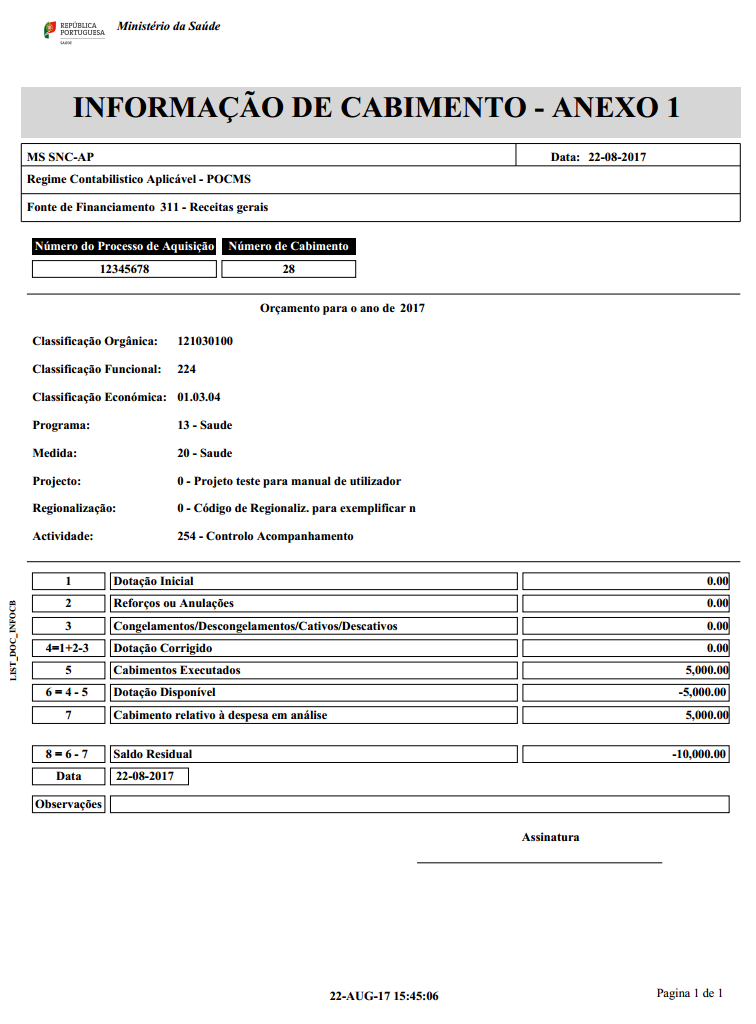 REPÚBLICA
PORTUGUESA
SAÚDE
Ministério da Saúde
INFORMAÇÃO DE CABIMENTO - ANEXO 1
MS SNC-AP Data: 22-08-2017
Regime Contabilistico Aplicável - POCMS
Fonte de Financiamento 311 - Receitas gerais
Número do Processo de Aquisição Número de Cabimento
12345678 28
Orçamento para o ano de 2017
Classificação Orgânica: 121030100
Classificação Funcional: 224
Classificação Económica: 01.03.04
Programa: 13 - Saude
Medida: 20 - Saude
Projecto: 0 - Projeto teste para manual de utilizador
Regionalização: 0 - Código de Regionaliz. para exemplificar n
Actividade: 254 - Controlo Acompanhamento
1 Dotação Inicial 0.00
2 Reforços ou Anulações 0.00
3 Congelamentos/Descongelamentos/Cativos/Descativos 0.00
4=1+2-3 Dotação Corrigido 0.00
5 Cabimentos Executados 5,000.00
6 = 4 - 5 Dotação Disponível -5,000.00
7 Cabimento relativo à despesa em análise 5,000.00
8 = 6 - 7 Saldo Residual -10,000.00
Data 22-08-2017
Observações
LIST_DOC_INFOCB
Assinatura
22-AUG-17 15:45:06 Pagina 1 de 1